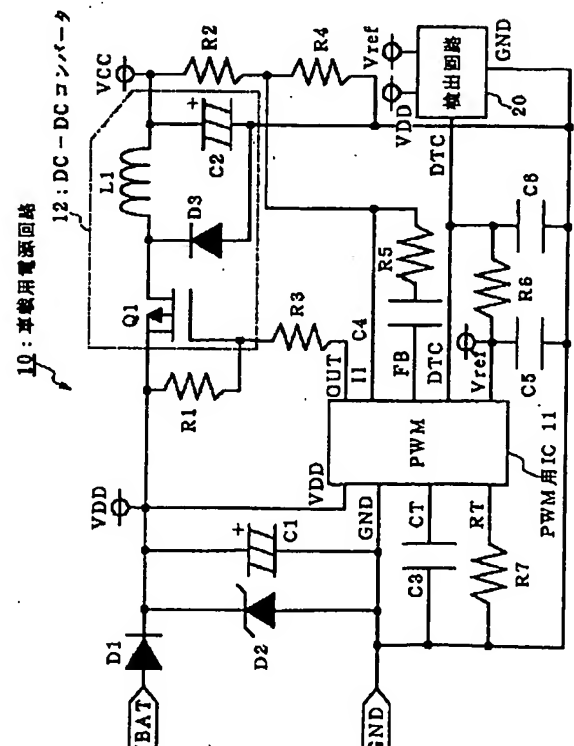 10:車載用電源回路
12:DC-DCコンバータ
VCC
L1
R2
C2
+
R4
Vref
VDD
GND
検出回路
20
DTC
D3
Q1
R1
R3
OUT
I1
C4
R5
FB
DTC
Vref
R6
C6
C5
VDD
VDD
GND
CT
RT
PWM
PWM用IC 11
C1
+
C3
R7
D1
D2
VBAT
GND